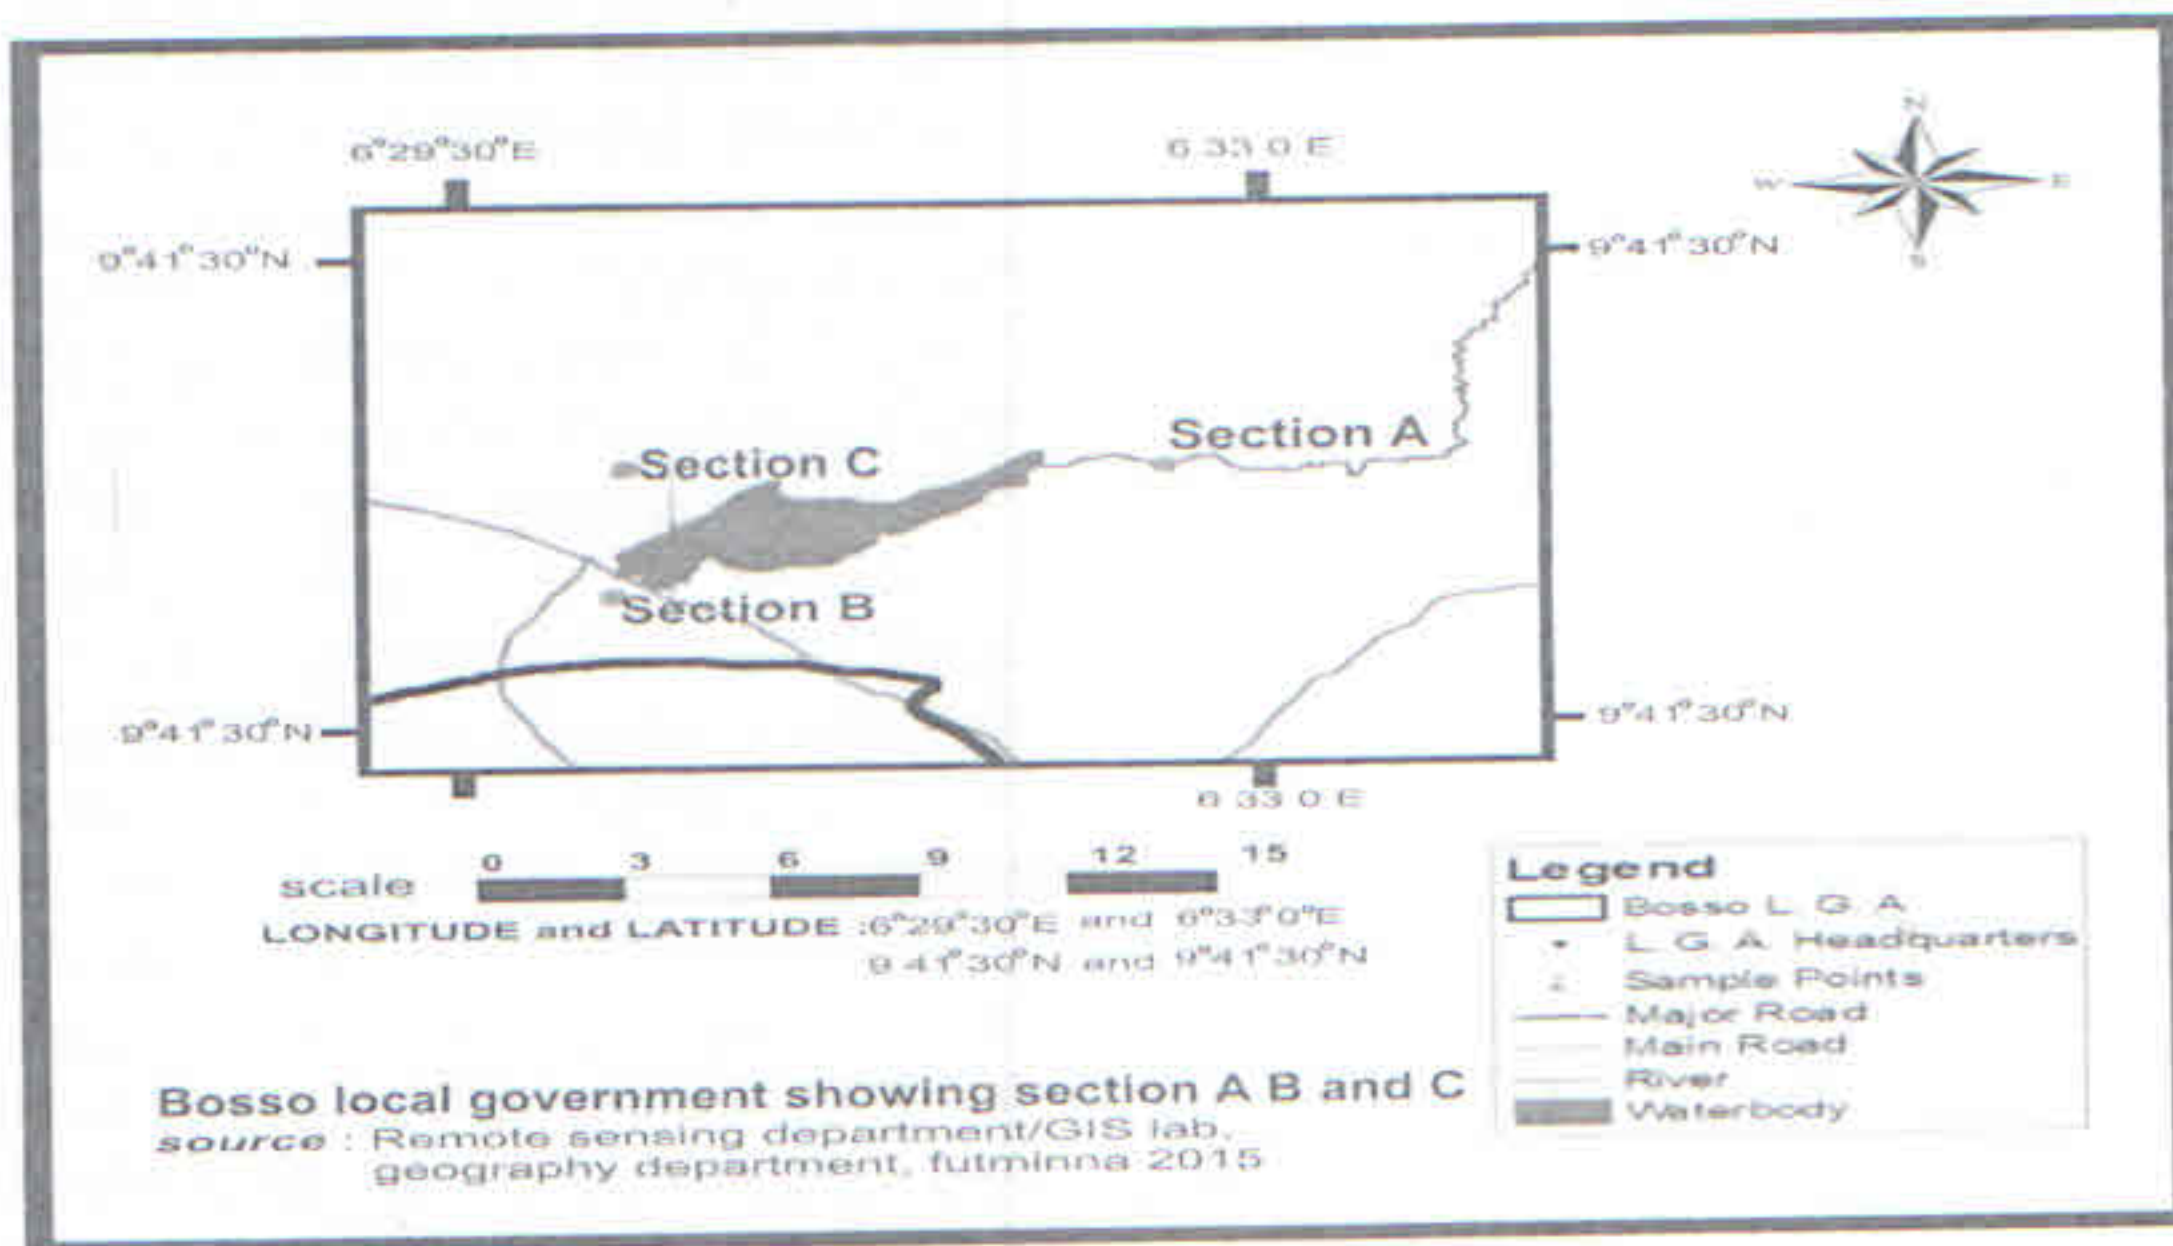 N
6°29°30°E
6 33 0 E
W
E
9°41°30°N
9°41°30°N
S
Section A
Section C
Section B
9°41°30°N
9°41°30°N
6 33 0 E
0 3 6 9 12 15
scale
LONGITUDE and LATITUDE :6°29°30°E and 6°33°0°E
9 41°30°N and 9°41°30°N
Legend
Bosso L. G. A
L. G. A. Headquarters
Sample Points
Major Road
Main Road
River
Waterbody
Bosso local government showing section A B and C
source : Remote sensing department/GIS lab,
geography department, futminna 2015